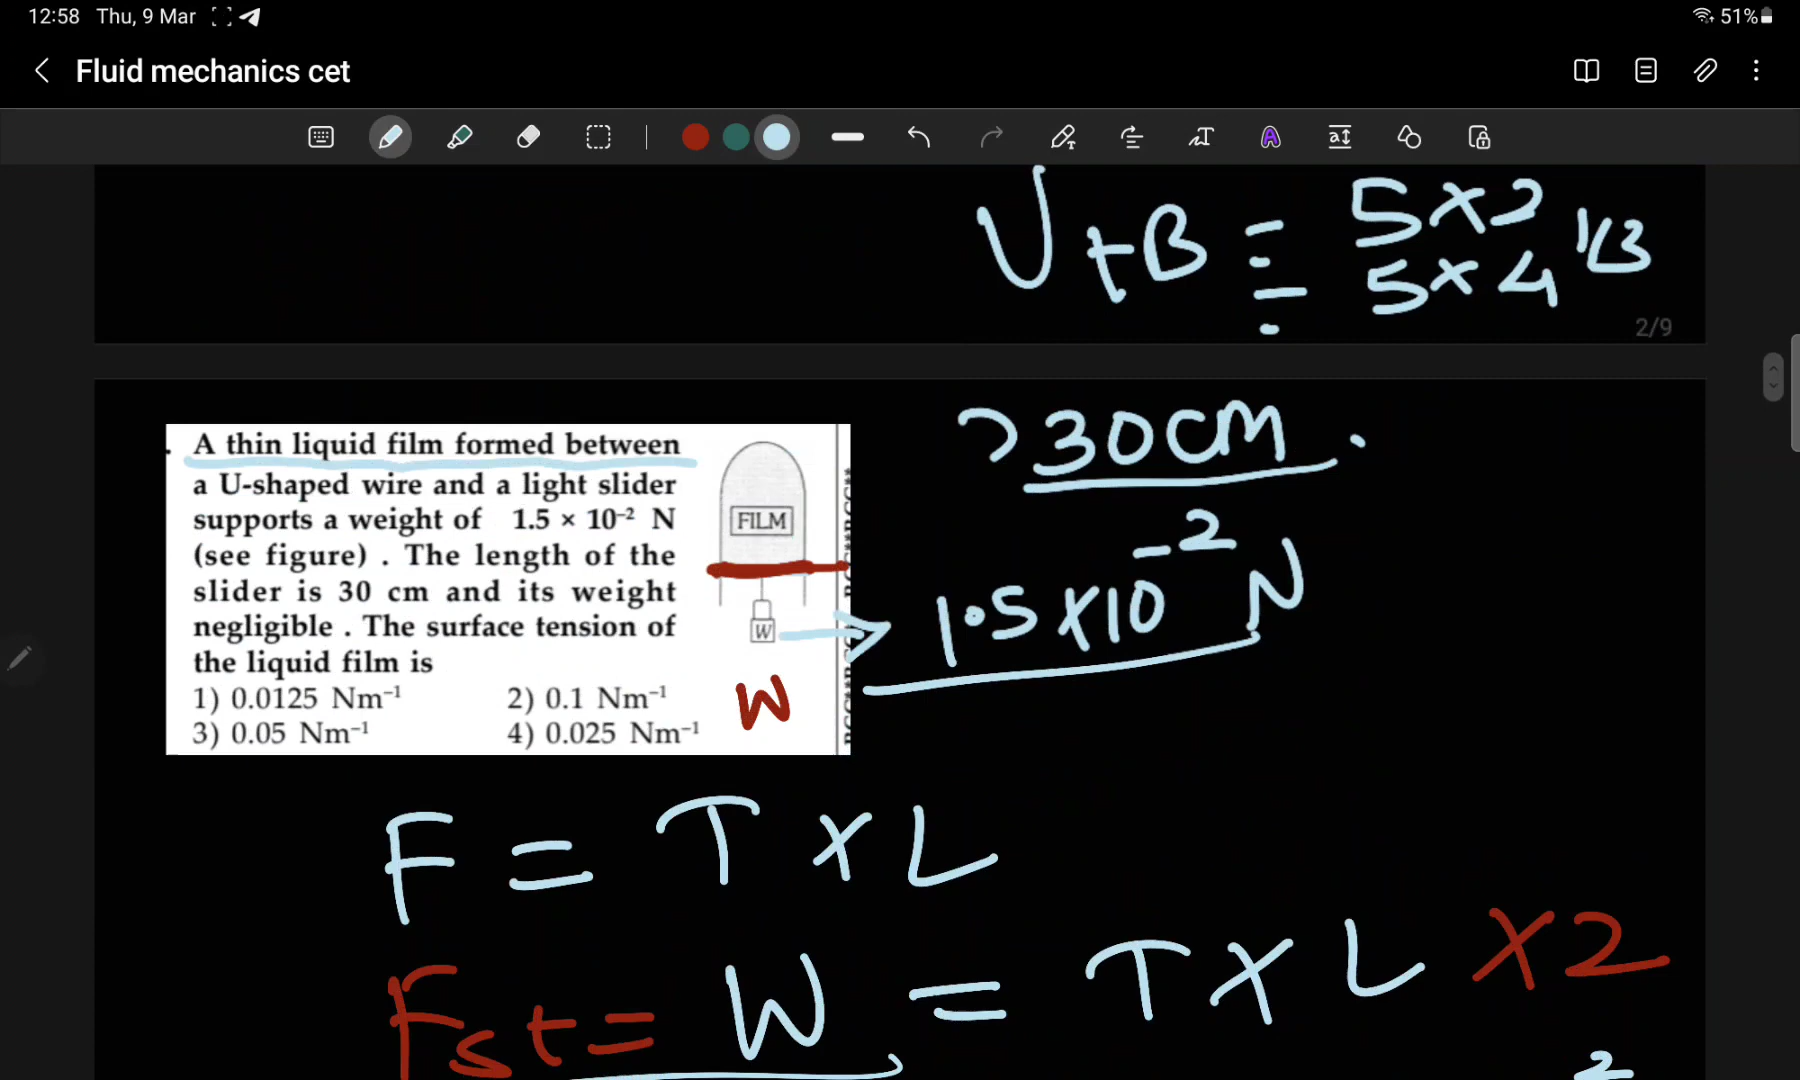 12:58 Thu, 9 Mar
51%
Fluid mechanics cet
U+B = 5×2
5×4 1/3
2/9
. A thin liquid film formed between
a U-shaped wire and a light slider
supports a weight of 1.5 × 10⁻² N
(see figure) . The length of the
slider is 30 cm and its weight
negligible . The surface tension of
the liquid film is
1) 0.0125 Nm⁻¹ 2) 0.1 Nm⁻¹
3) 0.05 Nm⁻¹ 4) 0.025 Nm⁻¹
FILM
W
W
30CM .
1.5×10⁻² N
F = T×L
Fst = W = T×L ×2